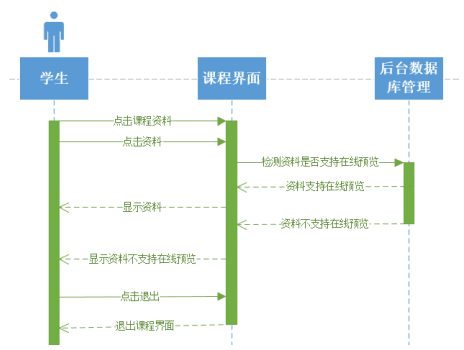 学生
课程界面
后台数据
库管理
点击课程资料
点击资料
检测资料是否支持在线预览
资料支持在线预览
显示资料
资料不支持在线预览
显示资料不支持在线预览
点击退出
退出课程界面